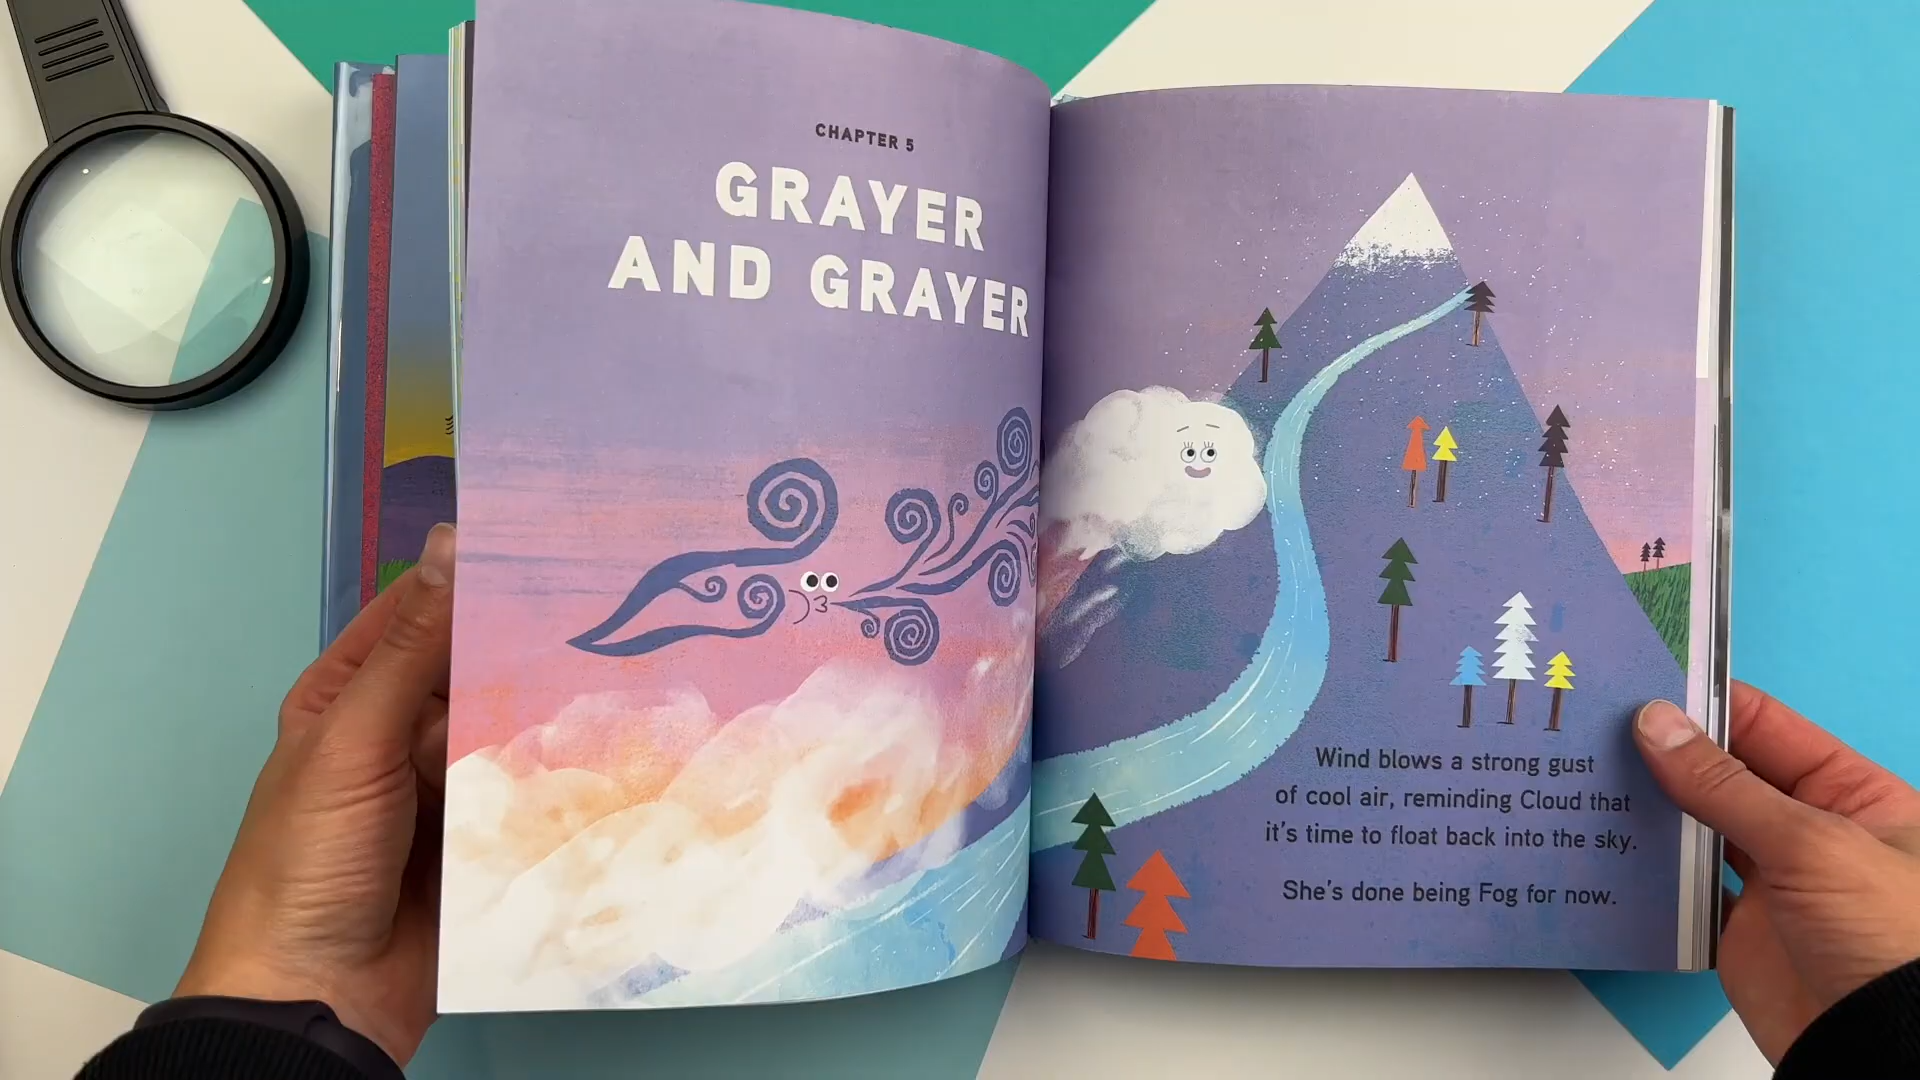 CHAPTER 5
GRAYER
AND GRAYER
Wind blows a strong gust
of cool air, reminding Cloud that
it's time to float back into the sky.
She's done being Fog for now.